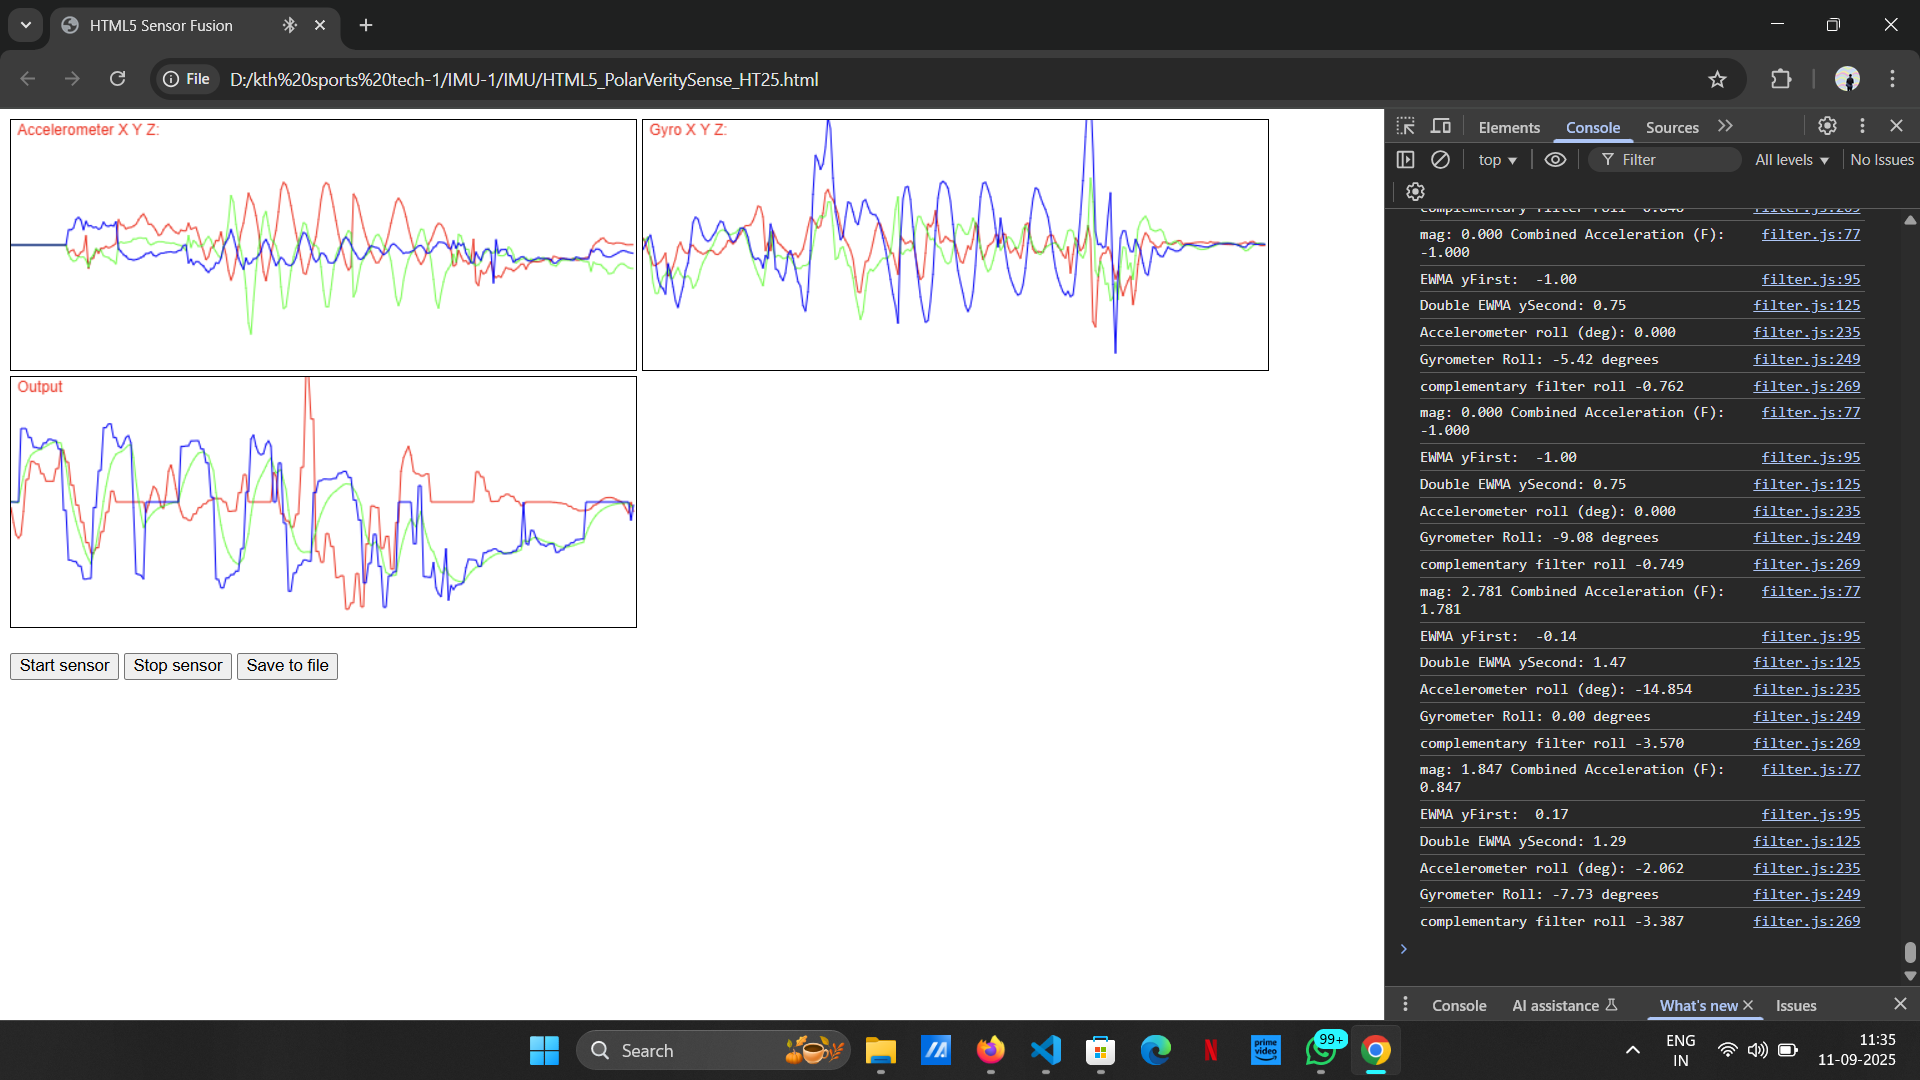 HTML5 Sensor Fusion
File
D:/kth%20sports%20tech-1/IMU-1/IMU/HTML5_PolarVeritySense_HT25.html
Accelerometer X Y Z:
Gyro X Y Z:
Output
Start sensor
Stop sensor
Save to file
Elements
Console
Sources
top
Filter
All levels
No Issues
mag: 0.000 Combined Acceleration (F): filter.js:77
-1.000
EWMA yFirst:  -1.00 filter.js:95
Double EWMA ySecond: 0.75 filter.js:125
Accelerometer roll (deg): 0.000 filter.js:235
Gyrometer Roll: -5.42 degrees filter.js:249
complementary filter roll -0.762 filter.js:269
mag: 0.000 Combined Acceleration (F): filter.js:77
-1.000
EWMA yFirst:  -1.00 filter.js:95
Double EWMA ySecond: 0.75 filter.js:125
Accelerometer roll (deg): 0.000 filter.js:235
Gyrometer Roll: -9.08 degrees filter.js:249
complementary filter roll -0.749 filter.js:269
mag: 2.781 Combined Acceleration (F): filter.js:77
1.781
EWMA yFirst:  -0.14 filter.js:95
Double EWMA ySecond: 1.47 filter.js:125
Accelerometer roll (deg): -14.854 filter.js:235
Gyrometer Roll: 0.00 degrees filter.js:249
complementary filter roll -3.570 filter.js:269
mag: 1.847 Combined Acceleration (F): filter.js:77
0.847
EWMA yFirst:  0.17 filter.js:95
Double EWMA ySecond: 1.29 filter.js:125
Accelerometer roll (deg): -2.062 filter.js:235
Gyrometer Roll: -7.73 degrees filter.js:249
complementary filter roll -3.387 filter.js:269
Console
AI assistance
What's new
Issues
Search
prime video
99+
ENG
IN
11:35
11-09-2025